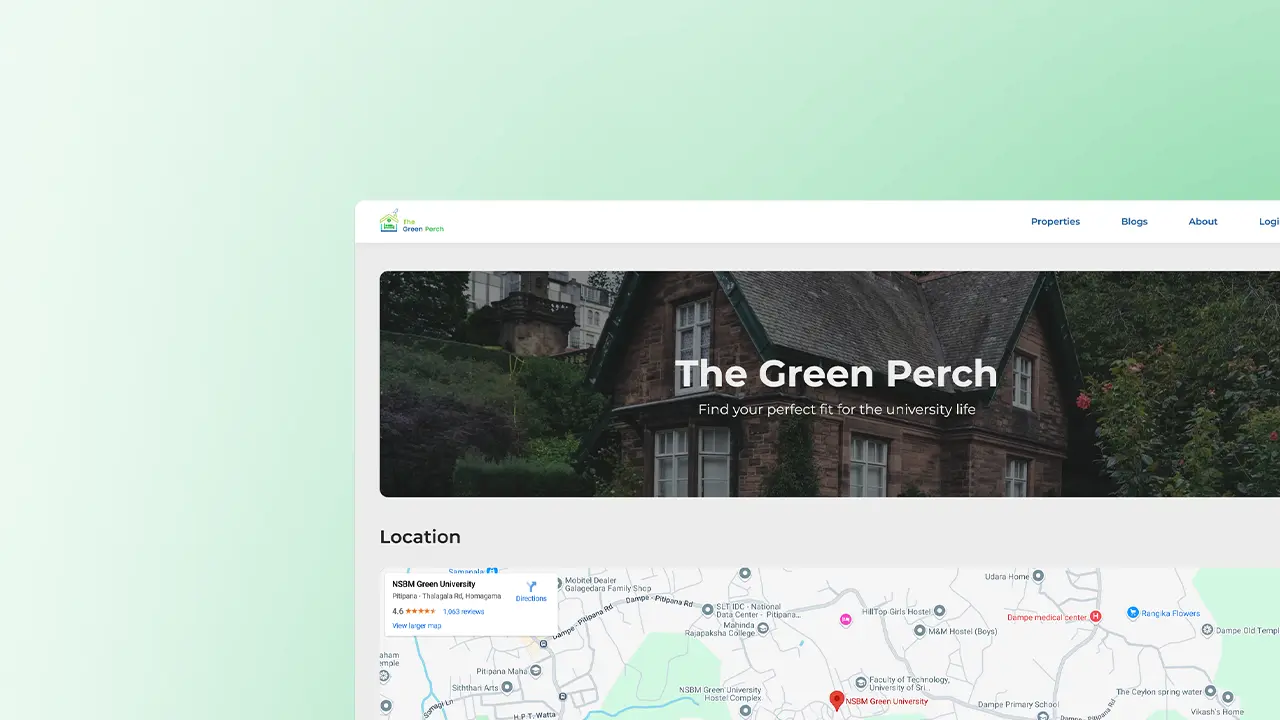 The
Green Perch
Properties
Blogs
About
Logi
The Green Perch
Find your perfect fit for the university life
Location
NSBM Green University
Pitipana - Thalagala Rd, Homagama
4.6
1,063 reviews
View larger map
Directions
Samanala
Mobitel Dealer
Galagedara Family Shop
Dampe - Pitipana Rd
Dampe - Pitipana Rd
SLT IDC - National
Data Center - Pitipana...
Mahinda
Rajapaksha College
HillTop Girls Hostel
M&M Hostel (Boys)
Udara Home
Dampe medical center
Rangika Flowers
Dampe Old Templ
aham
emple
Pitipana Maha
Siththan Arts
H.P.T. Watta
NSBM Green University
Hostel Complex
Faculty of Technology,
University of Sri
NSBM Green University
Dampe Primary School
The Ceylon spring water
Vikash's Home